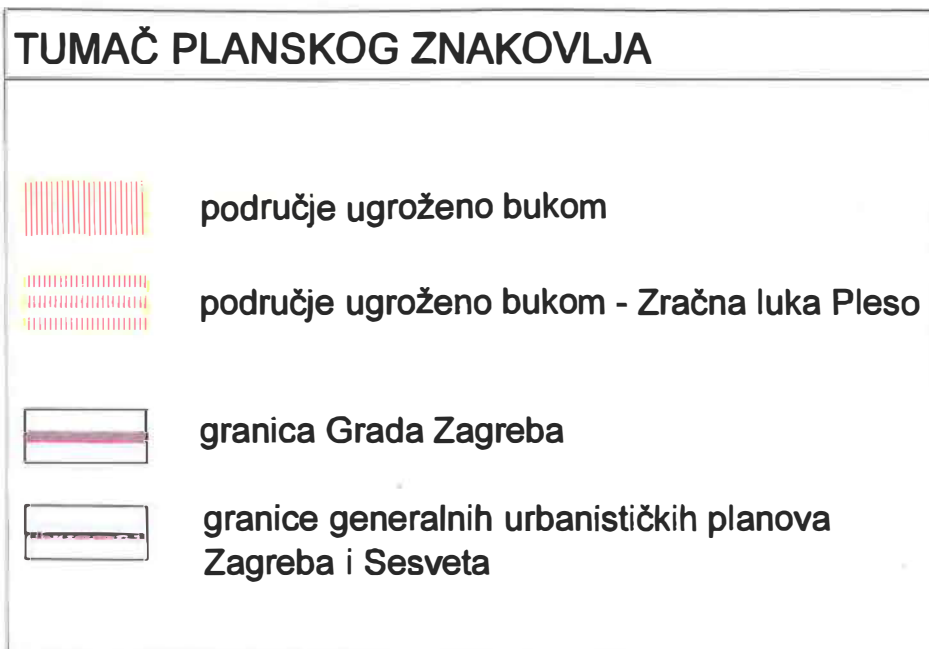 TUMAČ PLANSKOG ZNAKOVLJA
područje ugroženo bukom
područje ugroženo bukom - Zračna luka Pleso
granica Grada Zagreba
granice generalnih urbanističkih planova
Zagreba i Sesveta